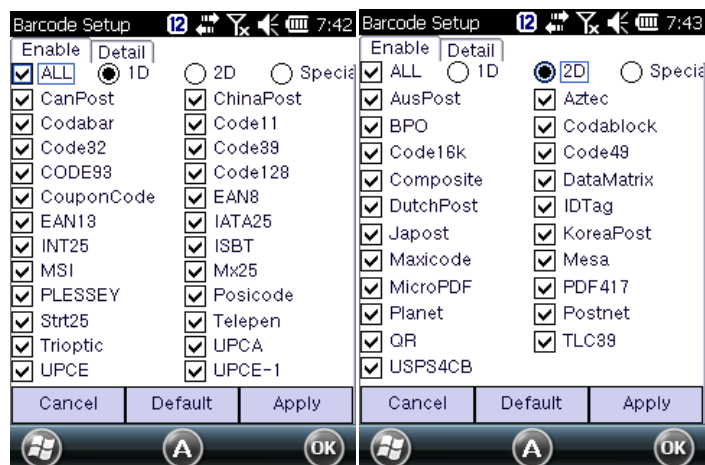 Barcode Setup 12 7:42
Enable Detail
ALL 1D 2D Specia
CanPost ChinaPost
Codabar Code11
Code32 Code39
CODE93 Code128
CouponCode EAN8
EAN13 IATA25
INT25 ISBT
MSI Mx25
PLESSEY Posicode
Strt25 Telepen
Trioptic UPCA
UPCE UPCE-1
Cancel Default Apply
A OK
Barcode Setup 12 7:43
Enable Detail
ALL 1D 2D Specia
AusPost Aztec
BPO Codablock
Code16k Code49
Composite DataMatrix
DutchPost IDTag
Japost KoreaPost
Maxicode Mesa
MicroPDF PDF417
Planet Postnet
QR TLC39
USPS4CB
Cancel Default Apply
A OK